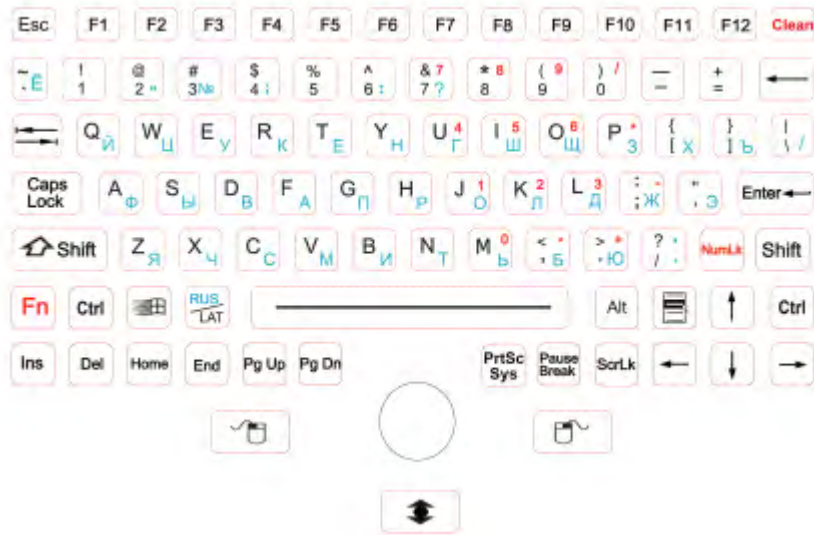 Esc F1 F2 F3 F4 F5 F6 F7 F8 F9 F10 F11 F12 Clean
~ . Ё ! 1 @ 2 " # 3 № $ 4 ; % 5 ^ 6 : & 7 7 ? * 8 8 ( 9 9 ) / 0 — – + =
Q Й W Ц E У R К T Е Y Н U 4 Г I 5 Ш O 6 Щ P * З { [ Х } ] Ъ | \ /
Caps Lock A Ф S Ы D В F А G П H Р J 1 О K 2 Л L 3 Д : - ; Ж " ' Э Enter
Shift Z Я X Ч C С V М B И N Т M 0 Ь < , Б > + . Ю ? / . , NumLk Shift
Fn Ctrl RUS/LAT Alt Ctrl
Ins Del Home End Pg Up Pg Dn PrtSc Sys Pause Break ScrLk